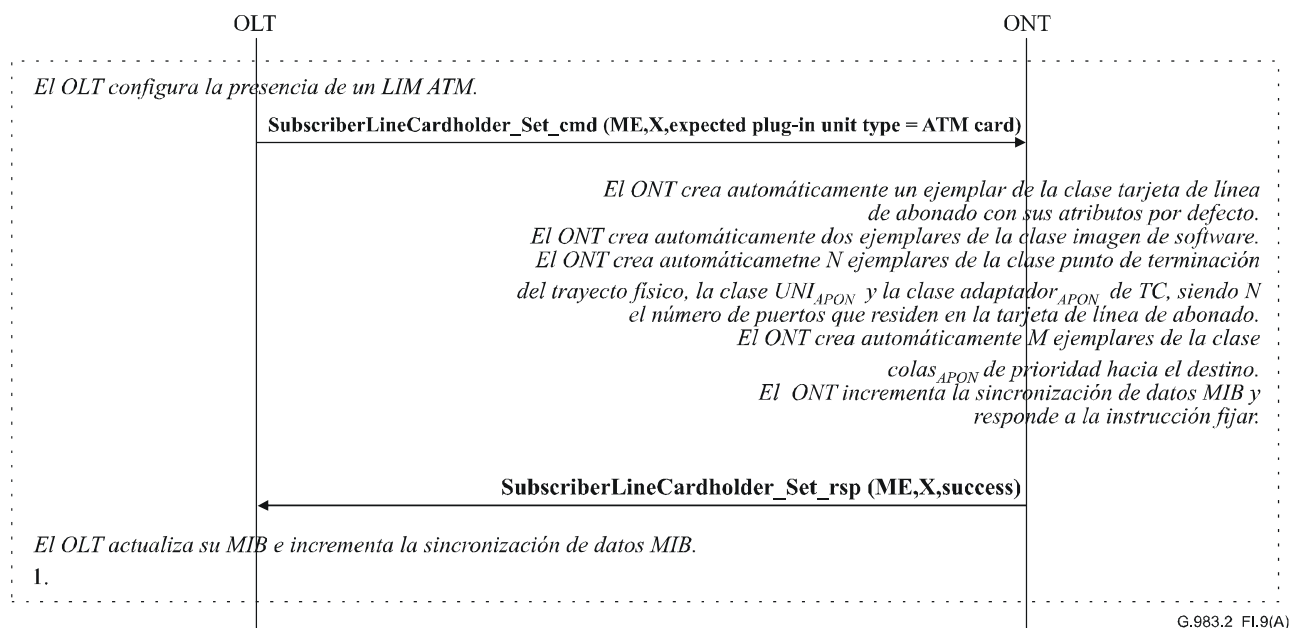 OLT
ONT
El OLT configura la presencia de un LIM ATM.
SubscriberLineCardholder_Set_cmd (ME,X,expected plug-in unit type = ATM card)
El ONT crea automáticamente un ejemplar de la clase tarjeta de línea
de abonado con sus atributos por defecto.
El ONT crea automáticamente dos ejemplares de la clase imagen de software.
El ONT crea automáticametne N ejemplares de la clase punto de terminación
del trayecto físico, la clase UNI_APON y la clase adaptador_APON de TC, siendo N
el número de puertos que residen en la tarjeta de línea de abonado.
El ONT crea automáticamente M ejemplares de la clase
colas_APON de prioridad hacia el destino.
El ONT incrementa la sincronización de datos MIB y
responde a la instrucción fijar.
SubscriberLineCardholder_Set_rsp (ME,X,success)
El OLT actualiza su MIB e incrementa la sincronización de datos MIB.
1.
G.983.2_FI.9(A)